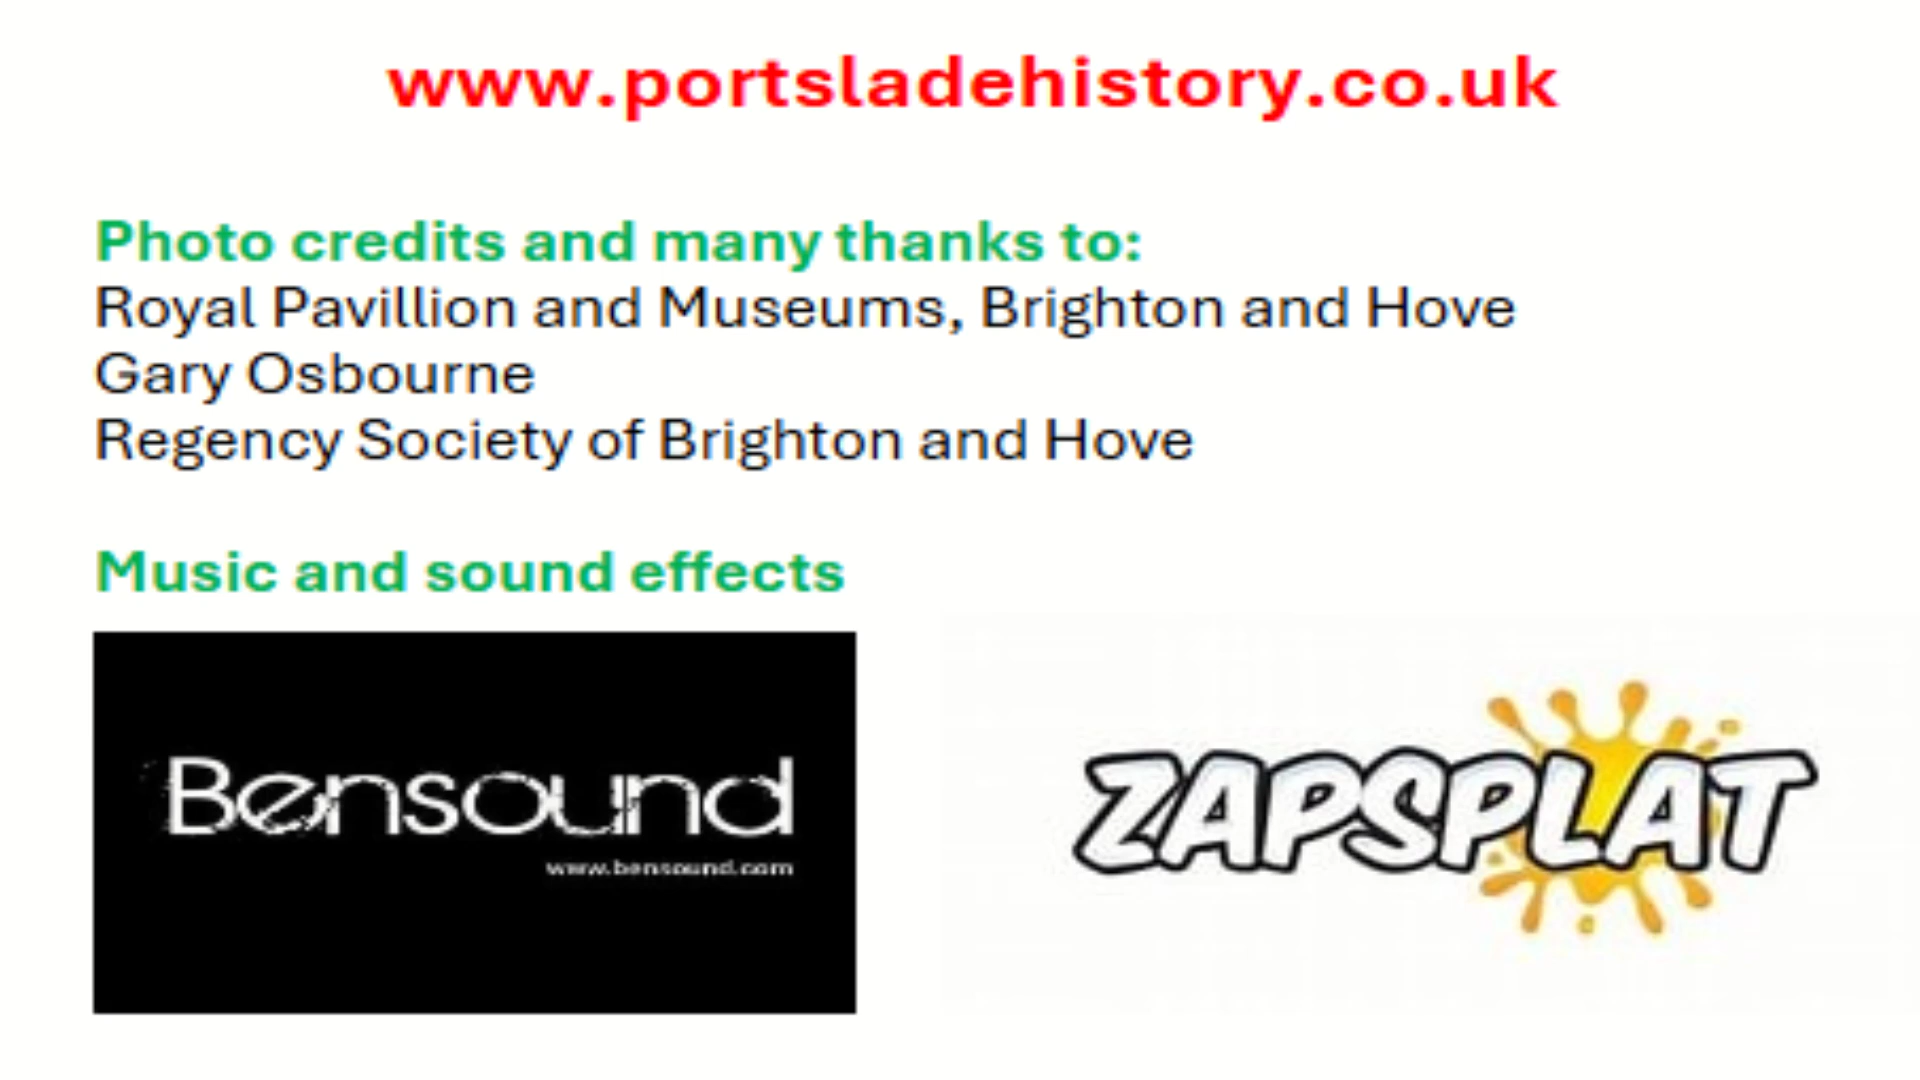 www.portsladehistory.co.uk
Photo credits and many thanks to:
Royal Pavillion and Museums, Brighton and Hove
Gary Osbourne
Regency Society of Brighton and Hove
Music and sound effects
Bensound
www.bensound.com
ZAPSPLAT